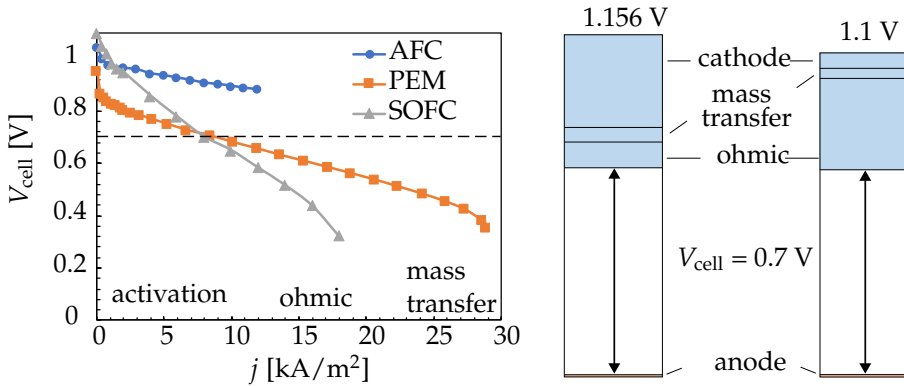 1
0.8
0.6
0.4
0.2
0
V_cell [V]
AFC
PEM
SOFC
activation
ohmic
mass
transfer
0
5
10
15
20
25
30
j [kA/m²]
1.156 V
1.1 V
cathode
mass
transfer
ohmic
V_cell = 0.7 V
anode